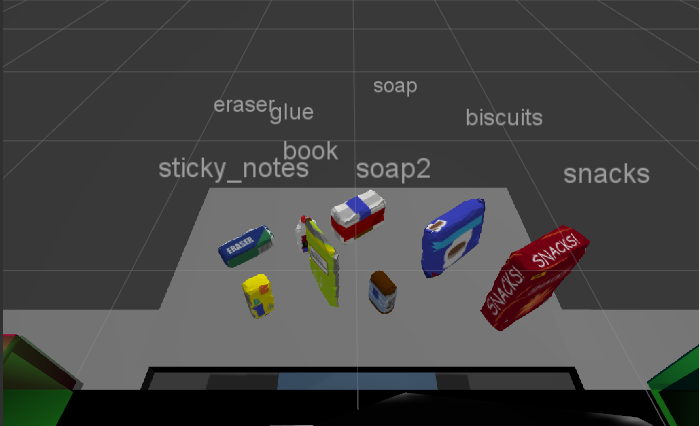 soap
eraser
glue
biscuits
book
sticky_notes
soap2
snacks
ERASER
SNACKS!
SNACKS!